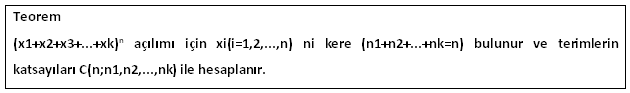 Teorem
(x1+x2+x3+...+xk)ⁿ açılımı için xi(i=1,2,...,n) ni kere (n1+n2+...+nk=n) bulunur ve terimlerin
katsayıları C(n;n1,n2,...,nk) ile hesaplanır.